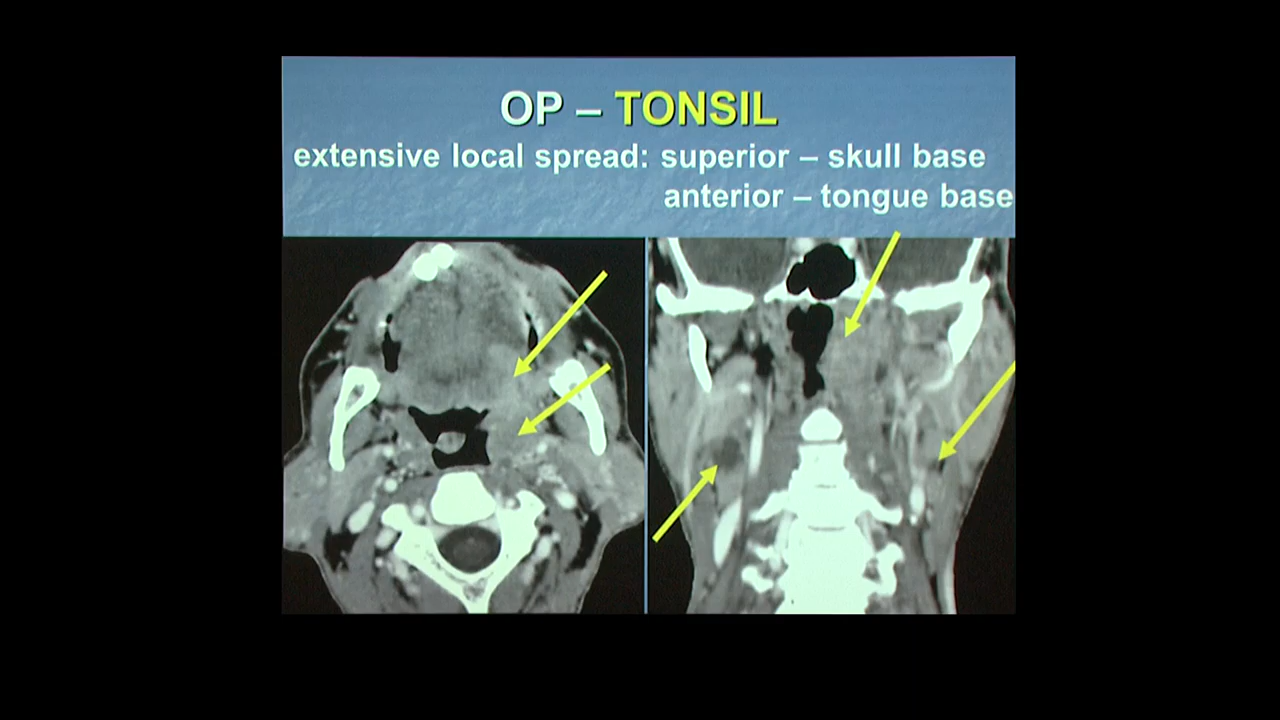 OP – TONSIL
extensive local spread: superior – skull base
anterior – tongue base